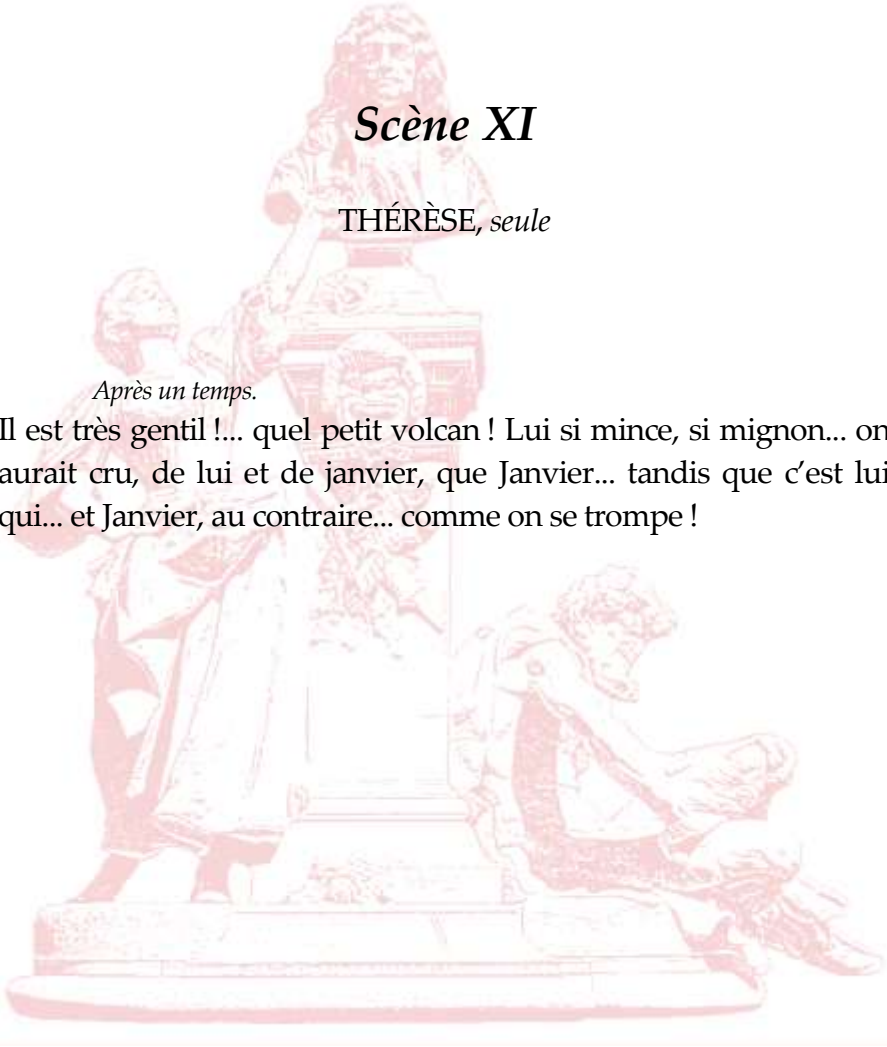 Scène XI
THÉRÈSE, seule
Après un temps.
Il est très gentil !... quel petit volcan ! Lui si mince, si mignon... on
aurait cru, de lui et de janvier, que Janvier... tandis que c’est lui
qui... et Janvier, au contraire... comme on se trompe !